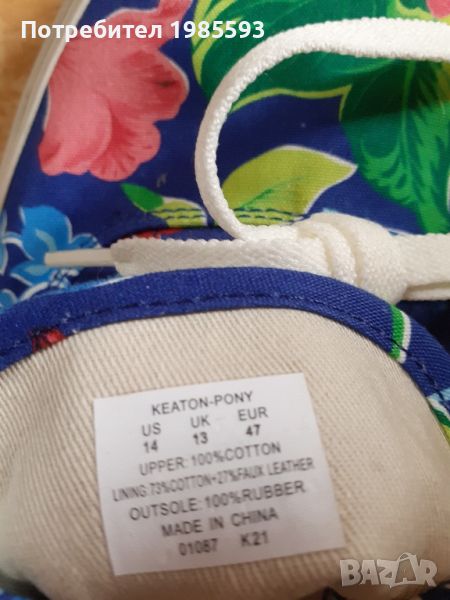 Потребител 1985593
KEATON-PONY
US UK EUR
14 13 47
UPPER: 100%COTTON
LINING:73%COTTON+27%FAUX LEATHER
OUTSOLE:100%RUBBER
MADE IN CHINA
01087 K21
BAZAR